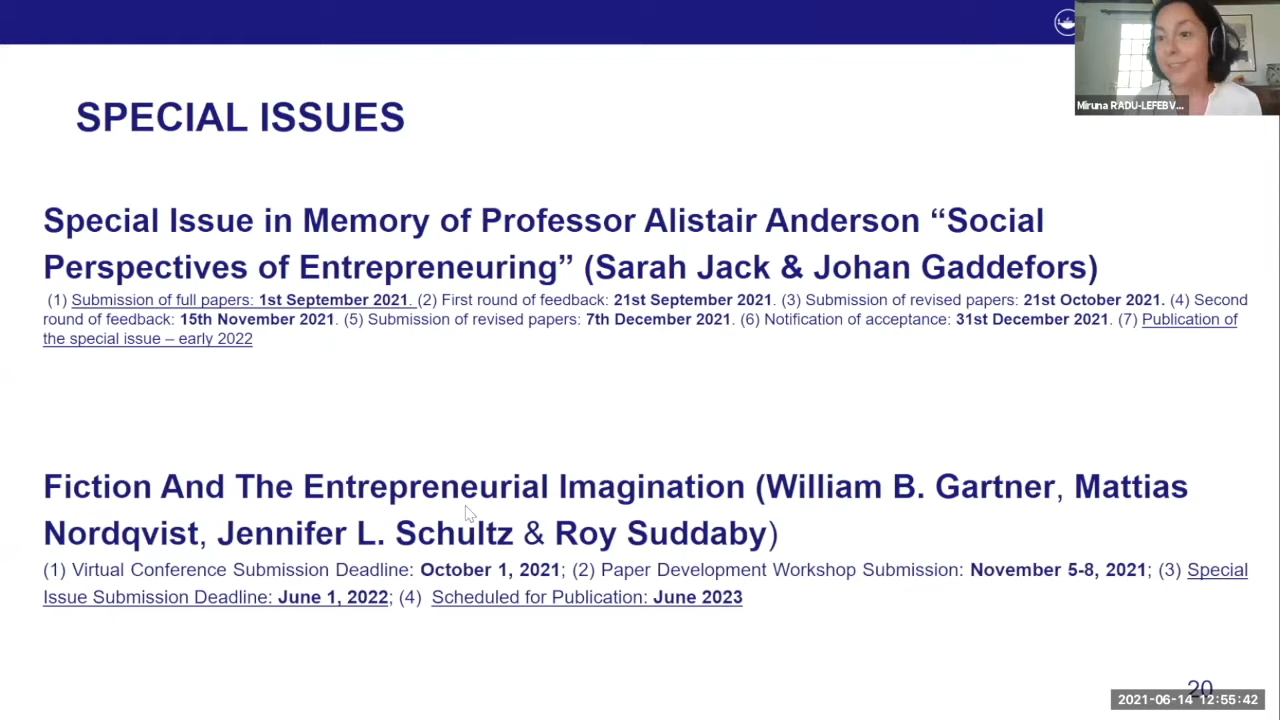 Miruna RADU-LEFEBV...
SPECIAL ISSUES
Special Issue in Memory of Professor Alistair Anderson “Social
Perspectives of Entrepreneuring” (Sarah Jack & Johan Gaddefors)
(1) Submission of full papers: 1st September 2021. (2) First round of feedback: 21st September 2021. (3) Submission of revised papers: 21st October 2021. (4) Second
round of feedback: 15th November 2021. (5) Submission of revised papers: 7th December 2021. (6) Notification of acceptance: 31st December 2021. (7) Publication of
the special issue – early 2022
Fiction And The Entrepreneurial Imagination (William B. Gartner, Mattias
Nordqvist, Jennifer L. Schultz & Roy Suddaby)
(1) Virtual Conference Submission Deadline: October 1, 2021; (2) Paper Development Workshop Submission: November 5-8, 2021; (3) Special
Issue Submission Deadline: June 1, 2022; (4) Scheduled for Publication: June 2023
20
2021-06-14 12:55:42